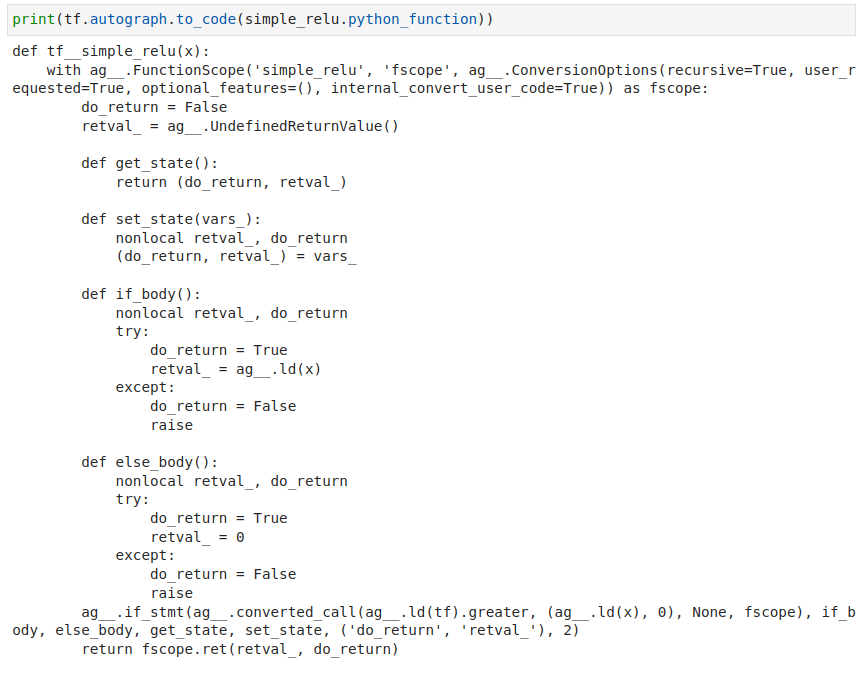 print(tf.autograph.to_code(simple_relu.python_function))
def tf__simple_relu(x):
    with ag__.FunctionScope('simple_relu', 'fscope', ag__.ConversionOptions(recursive=True, user_r
equested=True, optional_features=(), internal_convert_user_code=True)) as fscope:
        do_return = False
        retval_ = ag__.UndefinedReturnValue()

        def get_state():
            return (do_return, retval_)

        def set_state(vars_):
            nonlocal retval_, do_return
            (do_return, retval_) = vars_

        def if_body():
            nonlocal retval_, do_return
            try:
                do_return = True
                retval_ = ag__.ld(x)
            except:
                do_return = False
                raise

        def else_body():
            nonlocal retval_, do_return
            try:
                do_return = True
                retval_ = 0
            except:
                do_return = False
                raise
        ag__.if_stmt(ag__.converted_call(ag__.ld(tf).greater, (ag__.ld(x), 0), None, fscope), if_b
ody, else_body, get_state, set_state, ('do_return', 'retval_'), 2)
        return fscope.ret(retval_, do_return)